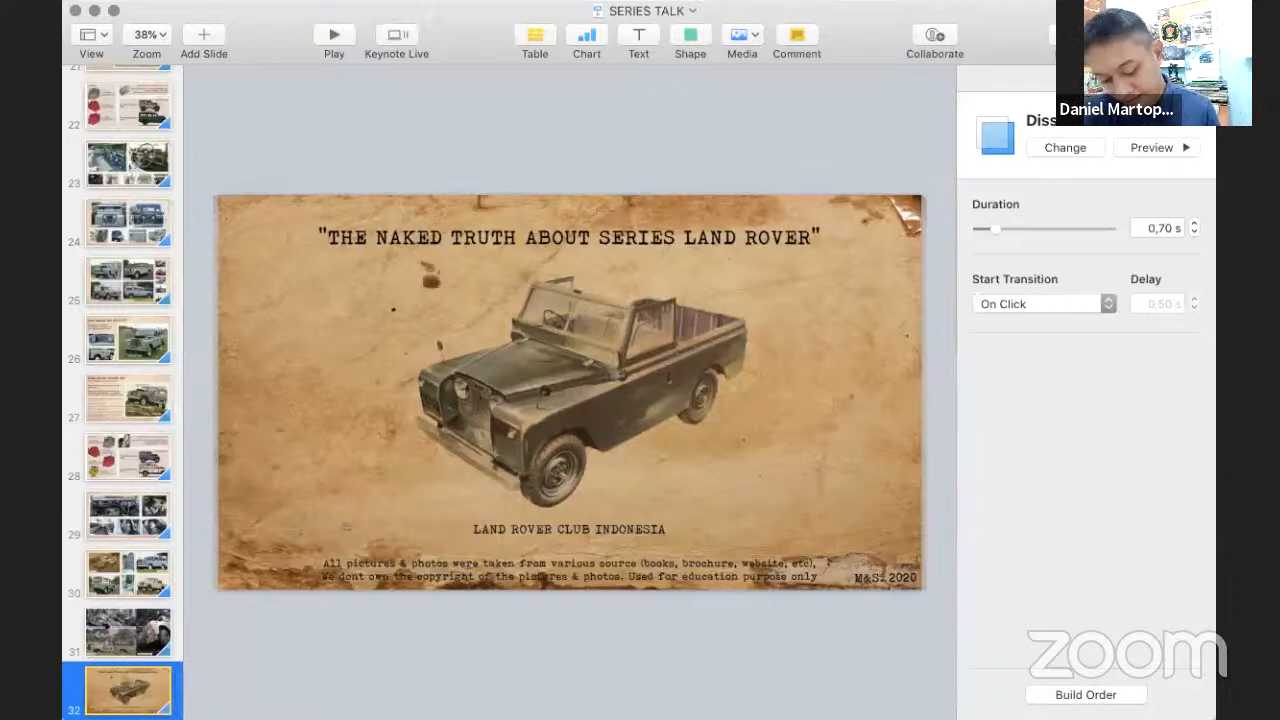 SERIES TALK
38%
View
Zoom
Add Slide
Play
Keynote Live
Table
Chart
Text
Shape
Media
Comment
Collaborate
Daniel Martop...
Change
Preview
Duration
0,70 s
Start Transition
Delay
On Click
0,50 s
Build Order
"THE NAKED TRUTH ABOUT SERIES LAND ROVER"
LAND ROVER CLUB INDONESIA
All pictures & photos were taken from various source (books, brochure, website, etc),
We dont own the copyright of the pictures & photos. Used for education purpose only
M&S. 2020
22
23
24
25
26
27
28
29
30
31
32
zoom